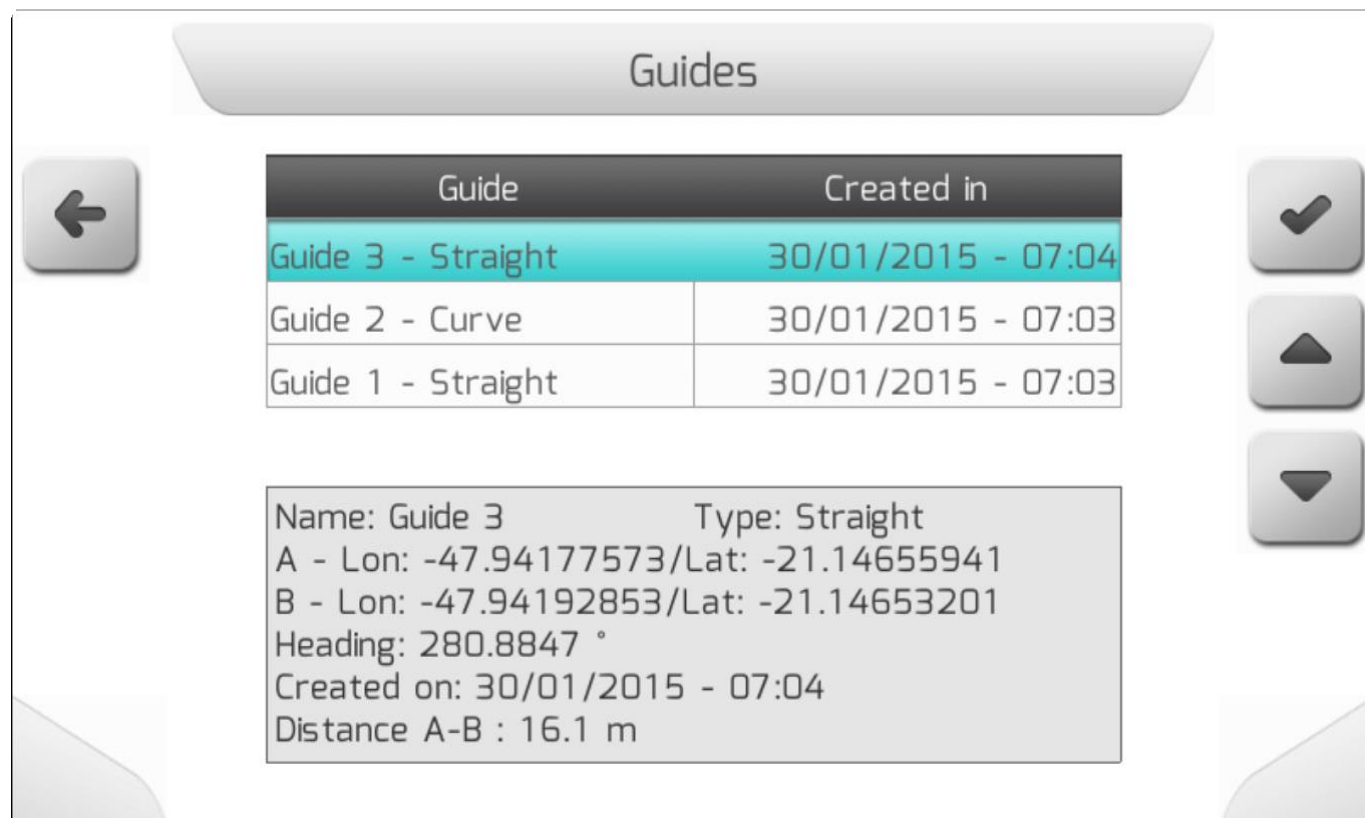 Guides
Guide Created in
Guide 3 - Straight 30/01/2015 - 07:04
Guide 2 - Curve 30/01/2015 - 07:03
Guide 1 - Straight 30/01/2015 - 07:03
Name: Guide 3 Type: Straight
A - Lon: -47.94177573/Lat: -21.14655941
B - Lon: -47.94192853/Lat: -21.14653201
Heading: 280.8847 °
Created on: 30/01/2015 - 07:04
Distance A-B : 16.1 m